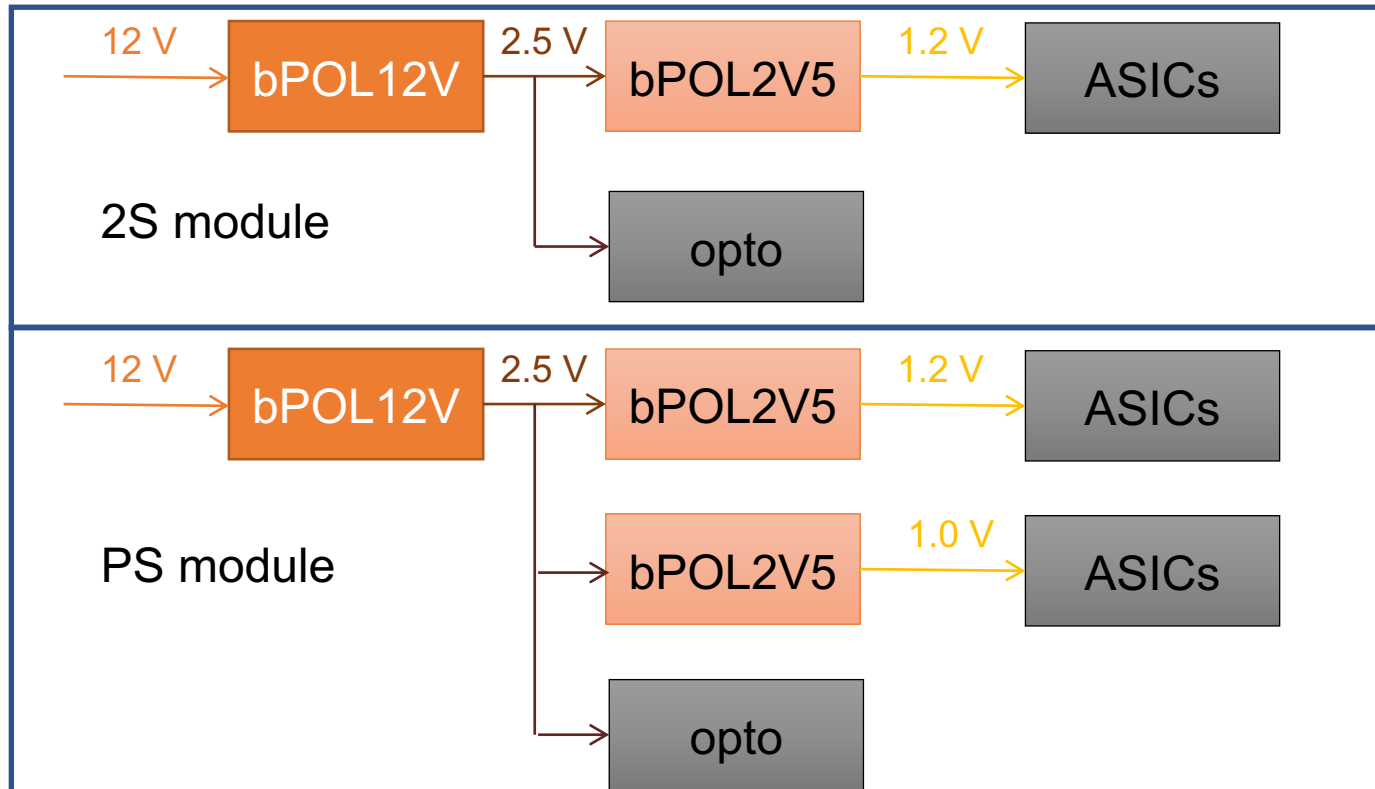 12 V
2.5 V
1.2 V
bPOL12V
bPOL2V5
ASICs
2S module
opto
12 V
2.5 V
1.2 V
bPOL12V
bPOL2V5
ASICs
1.0 V
PS module
bPOL2V5
ASICs
opto